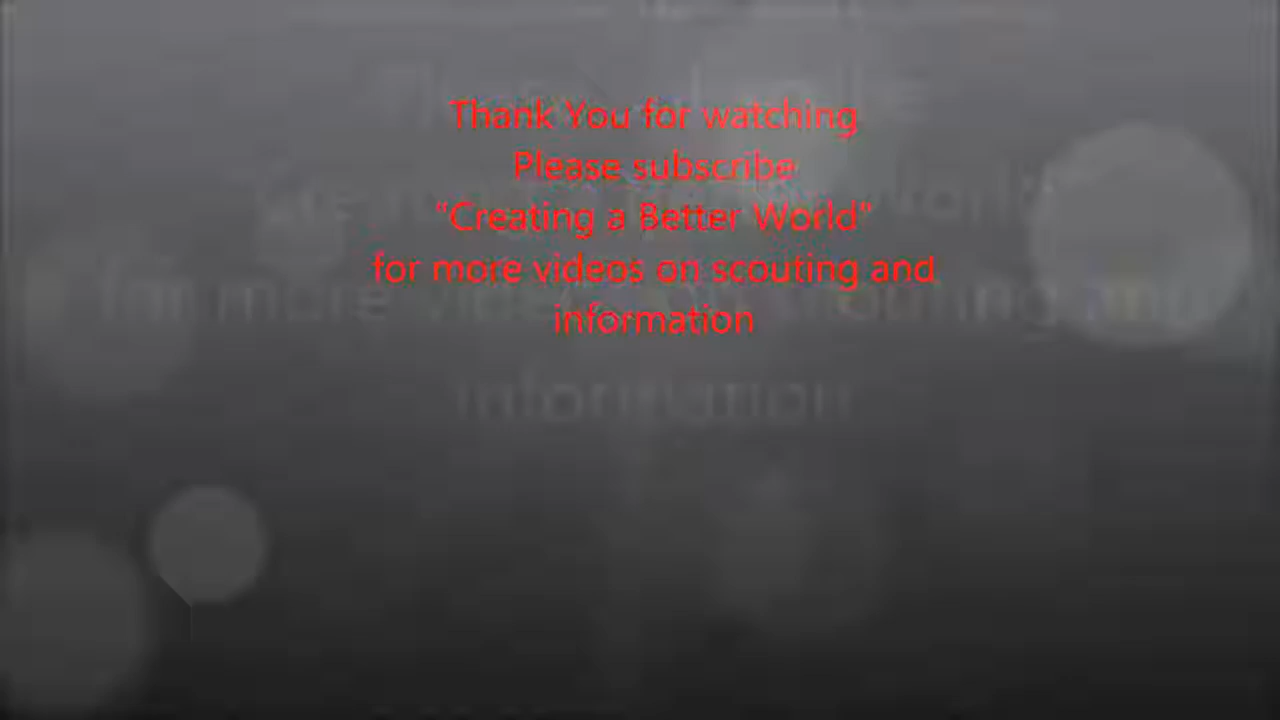 Thank You for watching
Please subscribe
"Creating a Better World"
for more videos on scouting and
information